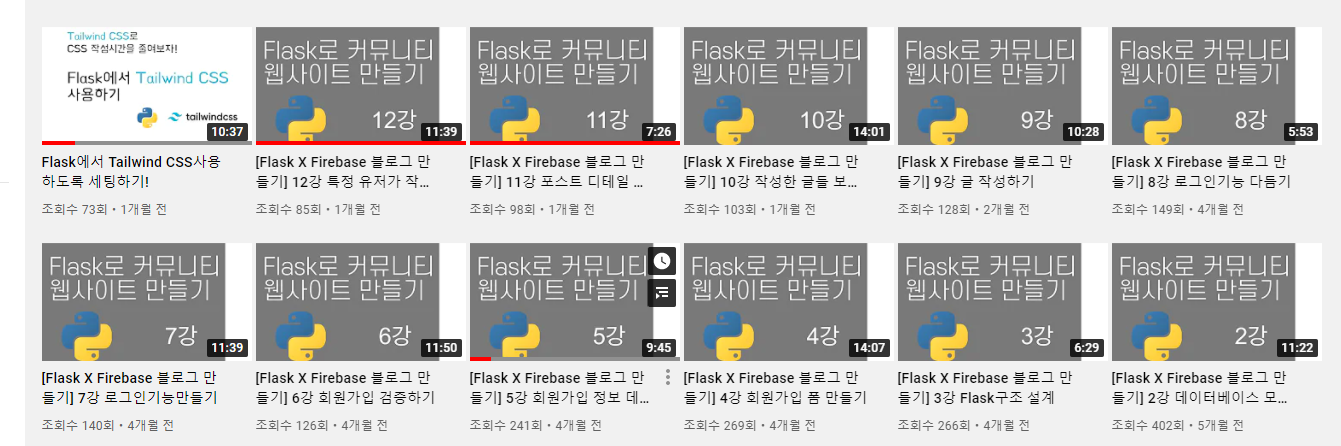 Tailwind CSS로
CSS 작성시간을 줄여보자!
Flask에서 Tailwind CSS
사용하기
tailwindcss
10:37
Flask로 커뮤니티
웹사이트 만들기
12강
11:39
Flask로 커뮤니티
웹사이트 만들기
11강
7:26
Flask로 커뮤니티
웹사이트 만들기
10강
14:01
Flask로 커뮤니티
웹사이트 만들기
9강
10:28
Flask로 커뮤니티
웹사이트 만들기
8강
5:53
Flask에서 Tailwind CSS사용
하도록 세팅하기!
조회수 73회・1개월 전
[Flask X Firebase 블로그 만
들기] 12강 특정 유저가 작...
조회수 85회・1개월 전
[Flask X Firebase 블로그 만
들기] 11강 포스트 디테일 ...
조회수 98회・1개월 전
[Flask X Firebase 블로그 만
들기] 10강 작성한 글들 보...
조회수 103회・1개월 전
[Flask X Firebase 블로그 만
들기] 9강 글 작성하기
조회수 128회・2개월 전
[Flask X Firebase 블로그 만
들기] 8강 로그인기능 다듬기
조회수 149회・4개월 전
Flask로 커뮤니티
웹사이트 만들기
7강
11:39
Flask로 커뮤니티
웹사이트 만들기
6강
11:50
Flask로 커뮤니티
웹사이트 만들기
5강
9:45
Flask로 커뮤니티
웹사이트 만들기
4강
14:07
Flask로 커뮤니티
웹사이트 만들기
3강
6:29
Flask로 커뮤니티
웹사이트 만들기
2강
11:22
[Flask X Firebase 블로그 만
들기] 7강 로그인기능만들기
조회수 140회・4개월 전
[Flask X Firebase 블로그 만
들기] 6강 회원가입 검증하기
조회수 126회・4개월 전
[Flask X Firebase 블로그 만
들기] 5강 회원가입 정보 데...
조회수 241회・4개월 전
[Flask X Firebase 블로그 만
들기] 4강 회원가입 폼 만들기
조회수 269회・4개월 전
[Flask X Firebase 블로그 만
들기] 3강 Flask구조 설계
조회수 266회・4개월 전
[Flask X Firebase 블로그 만
들기] 2강 데이터베이스 모...
조회수 402회・5개월 전